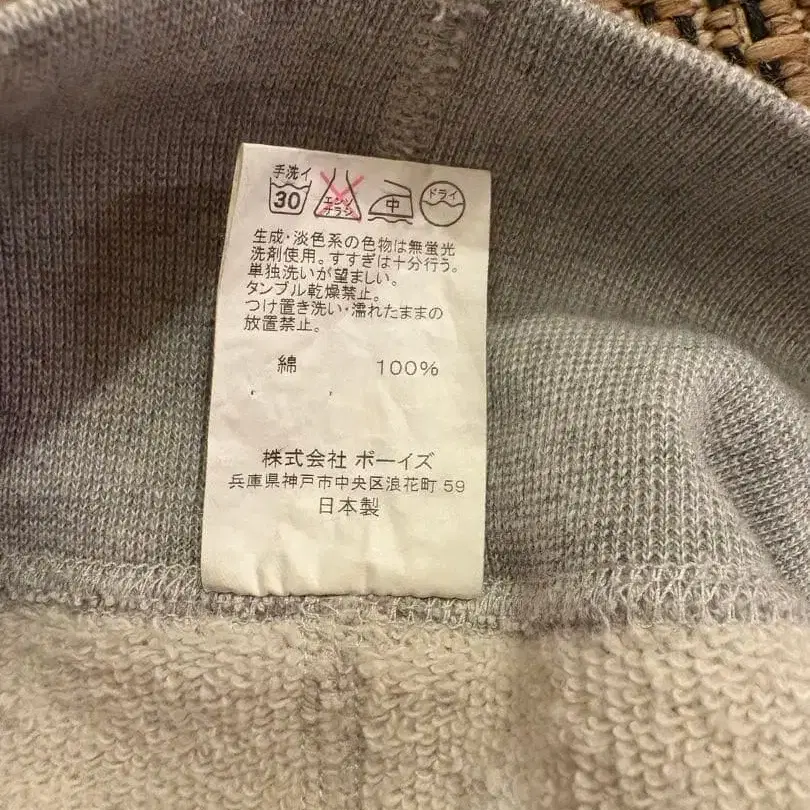 手洗イ
30 エンソ 中 ドライ
オラシ
生成・淡色系の色物は無蛍光
洗剤使用。すすぎは十分行う。
単独洗いが望ましい。
タンブル乾燥禁止。
つけ置き洗い・濡れたままの
放置禁止。
綿 100%
株式会社 ボーイズ
兵庫県神戸市中央区浪花町 59
日本製